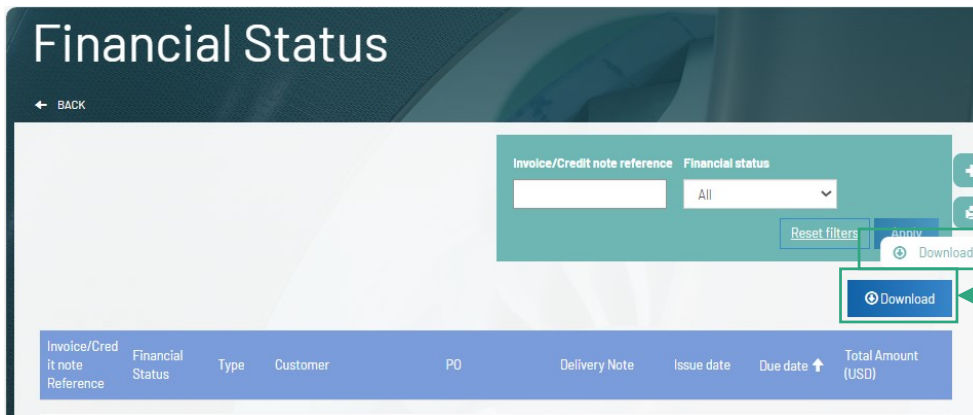 Financial Status
BACK
Invoice/Credit note reference Financial status
All
Reset filters Apply
Download
Download
Invoice/Cred
it note
Reference
Financial
Status
Type
Customer
PO
Delivery Note
Issue date
Due date
Total Amount
(USD)